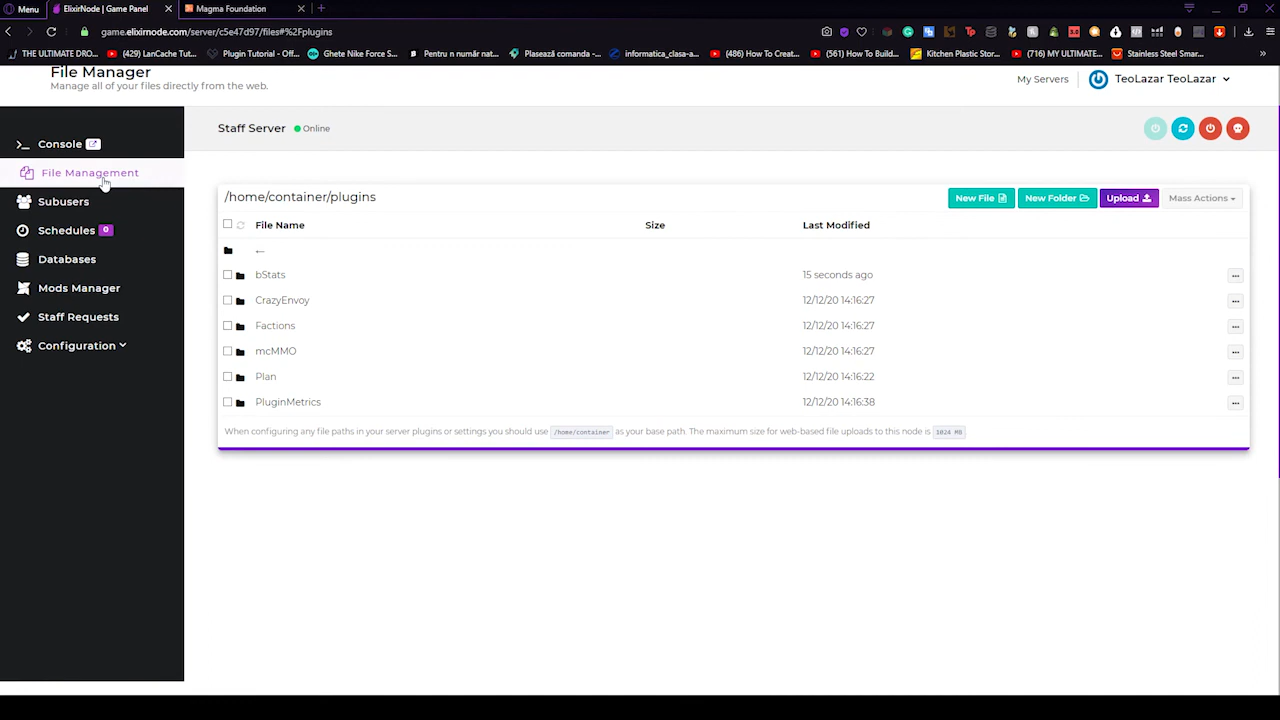 Menu
ElixirNode | Game Panel
Magma Foundation
game.elixirnode.com/server/c5e47d97/files#%2Fplugins
THE ULTIMATE DRO...
(429) LanCache Tut...
Plugin Tutorial - Off...
Ghete Nike Force S...
Pentru n număr nat...
Plasează comanda -...
informatica_clasa-a...
(486) How To Creat...
(561) How To Build...
Kitchen Plastic Stor...
(716) MY ULTIMATE...
Stainless Steel Smar...
File Manager
Manage all of your files directly from the web.
My Servers
TeoLazar TeoLazar
Console
File Management
Subusers
Schedules 0
Databases
Mods Manager
Staff Requests
Configuration
Staff Server Online
/home/container/plugins
New File
New Folder
Upload
Mass Actions
File Name Size Last Modified
←
bStats 15 seconds ago
CrazyEnvoy 12/12/20 14:16:27
Factions 12/12/20 14:16:27
mcMMO 12/12/20 14:16:27
Plan 12/12/20 14:16:22
PluginMetrics 12/12/20 14:16:38
When configuring any file paths in your server plugins or settings you should use /home/container as your base path. The maximum size for web-based file uploads to this node is 1024 MB